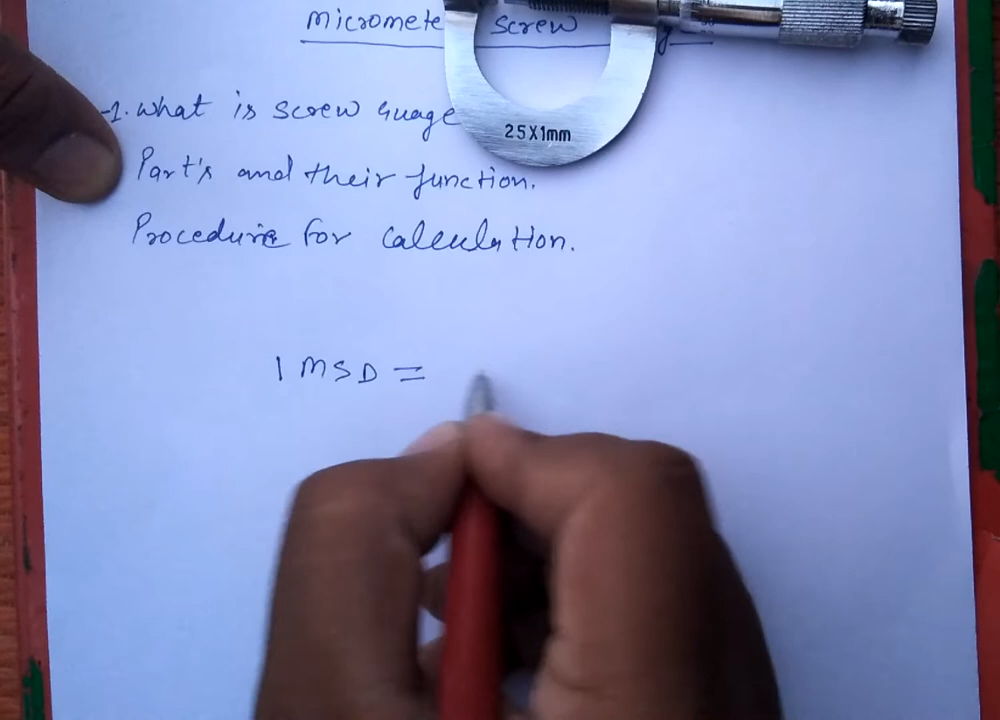 micromete screw
25X1mm
1. What is screw guage
Part's and their function.
Procedure for calculation.
1 MSD =